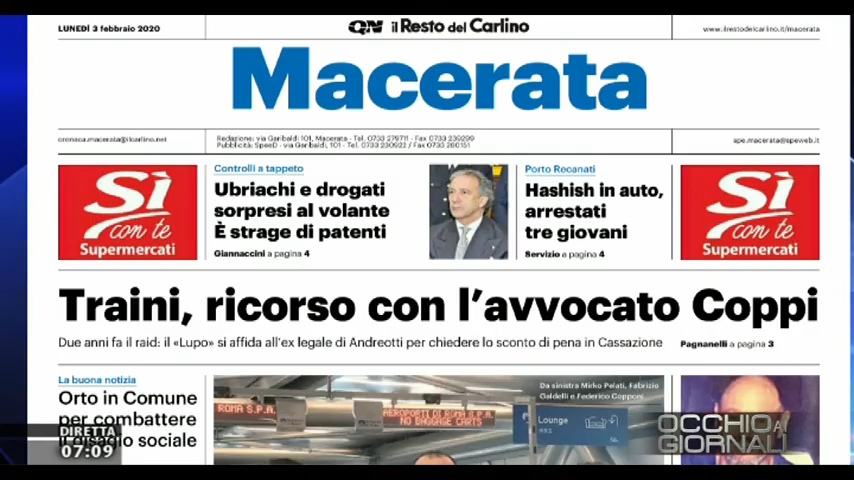 LUNEDÌ 3 febbraio 2020
QN il Resto del Carlino
www.ilrestodelcarlino.it/macerata
Macerata
cronaca.macerata@ilcarlino.net
Redazione: via Garibaldi 101, Macerata - Tel. 0733 279711 - Fax 0733 239299
Pubblicità: SpeeD - via Garibaldi, 101 - Tel. 0733 230922 / Fax 0733 260151
spe.macerata@speweb.it
SÌ
con te
Supermercati
Controlli a tappeto
Ubriachi e drogati
sorpresi al volante
È strage di patenti
Giannaccini a pagina 4
Porto Recanati
Hashish in auto,
arrestati
tre giovani
Servizio a pagina 4
SÌ
con te
Supermercati
Traini, ricorso con l'avvocato Coppi
Due anni fa il raid: il «Lupo» si affida all'ex legale di Andreotti per chiedere lo sconto di pena in Cassazione
Pagnanelli a pagina 3
La buona notizia
Orto in Comune
per combattere
il disagio sociale
Da sinistra Mirko Pelati, Fabrizio
Galdelli e Federico Copponi
ROMA S.P.A.
AEROPORTI DI ROMA S.P.A.
NO BAGGAGE CARTS
Lounge
OCCHIO AI
GIORNALI
DIRETTA
07:09